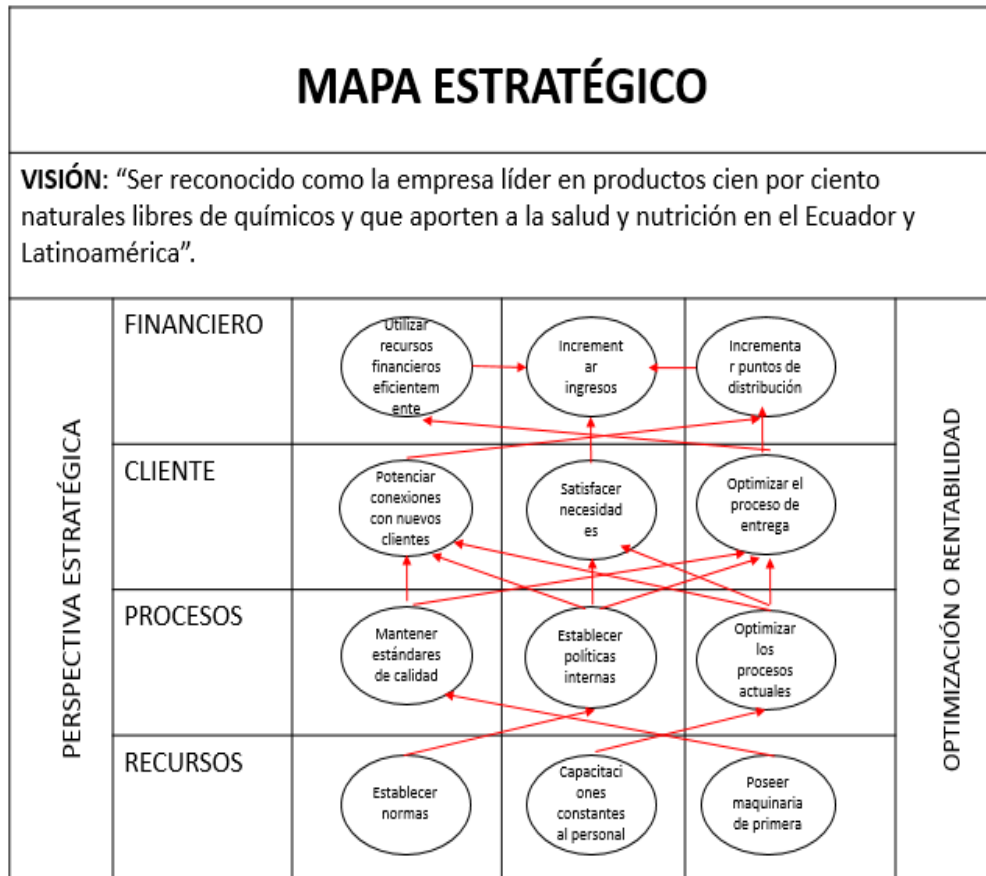 MAPA ESTRATÉGICO
VISIÓN: “Ser reconocido como la empresa líder en productos cien por ciento
naturales libres de químicos y que aporten a la salud y nutrición en el Ecuador y
Latinoamérica”.
PERSPECTIVA ESTRATÉGICA
FINANCIERO
Utilizar
recursos
financieros
eficientem
ente
Increment
ar
ingresos
Incrementa
r puntos de
distribución
CLIENTE
Potenciar
conexiones
con nuevos
clientes
Satisfacer
necesidad
es
Optimizar el
proceso de
entrega
PROCESOS
Mantener
estándares
de calidad
Establecer
políticas
internas
Optimizar
los
procesos
actuales
RECURSOS
Establecer
normas
Capacitaci
ones
constantes
al personal
Poseer
maquinaria
de primera
OPTIMIZACIÓN O RENTABILIDAD